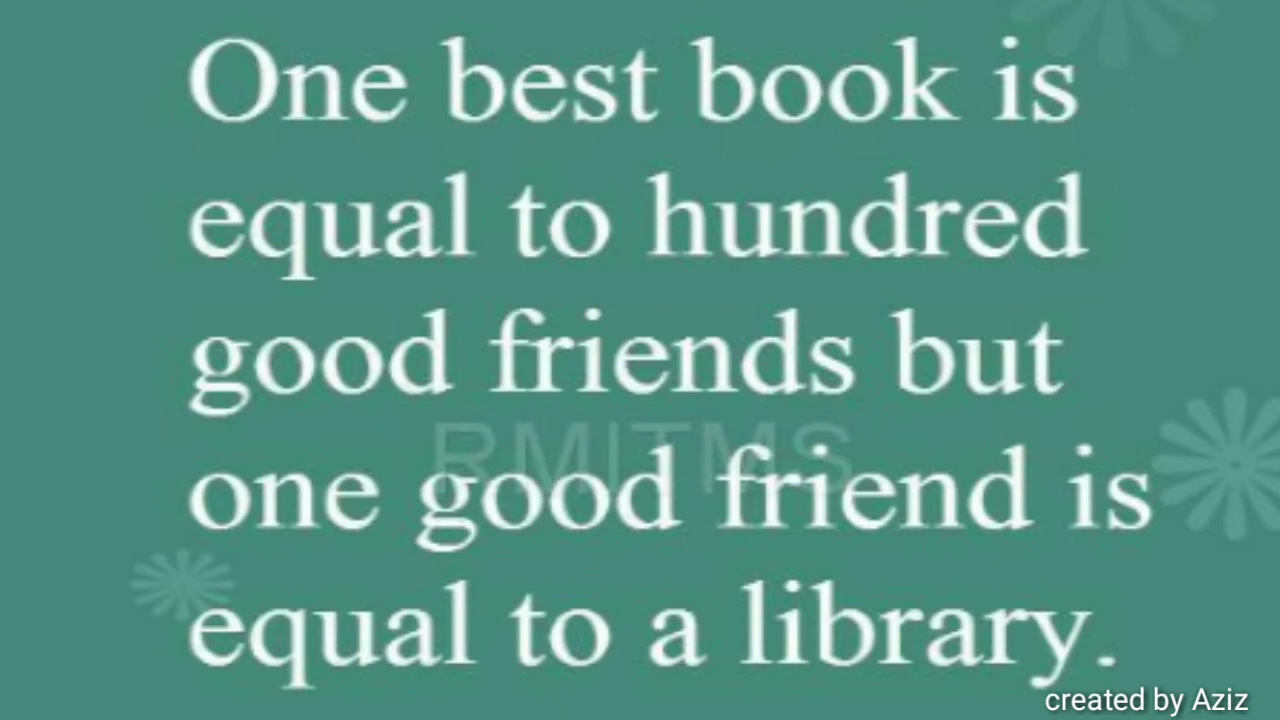 One best book is
equal to hundred
good friends but
RMITMS
one good friend is
equal to a library.
created by Aziz